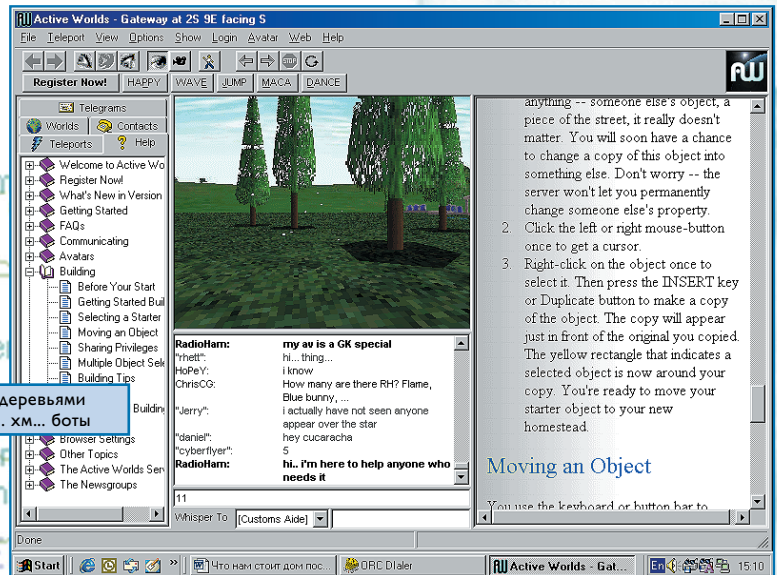 Active Worlds - Gateway at 2S 9E facing S
File Teleport View Options Show Login Avatar Web Help
Register Now! HAPPY WAVE JUMP MACA DANCE
Telegrams
Worlds Contacts
Teleports Help
Welcome to Active Wo
Register Now!
What's New in Version
Getting Started
FAQs
Communicating
Avatars
Building
Before Your Start
Getting Started Buil
Selecting a Starter
Moving an Object
Sharing Privileges
Multiple Object Sele
Building Tips
деревьями
. хм... боты
Building
Browser Settings
Other Topics
The Active Worlds Serv
The Newsgroups
RadioHam: my av is a GK special
"rhett": hi... thing...
HoPeY: i know
ChrisCG: How many are there RH? Flame,
Blue bunny, ...
"Jerry": i actually have not seen anyone
appear over the star
"daniel": hey cucaracha
"cyberflyer": 5
RadioHam: hi.. i'm here to help anyone who
needs it
11
Whisper To [Customs Aide]
anything -- someone else's object, a
piece of the street, it really doesn't
matter. You will soon have a chance
to change a copy of this object into
something else. Don't worry -- the
server won't let you permanently
change someone else's property.
2. Click the left or right mouse-button
once to get a cursor.
3. Right-click on the object once to
select it. Then press the INSERT key
or Duplicate button to make a copy
of the object. The copy will appear
just in front of the original you copied.
The yellow rectangle that indicates a
selected object is now around your
copy. You're ready to move your
starter object to your new
homestead.
Moving an Object
You use the keyboard or button bar to
Done
Start » Что нам стоит дом пос... ORC DIaler Active Worlds - Gat... En 15:10